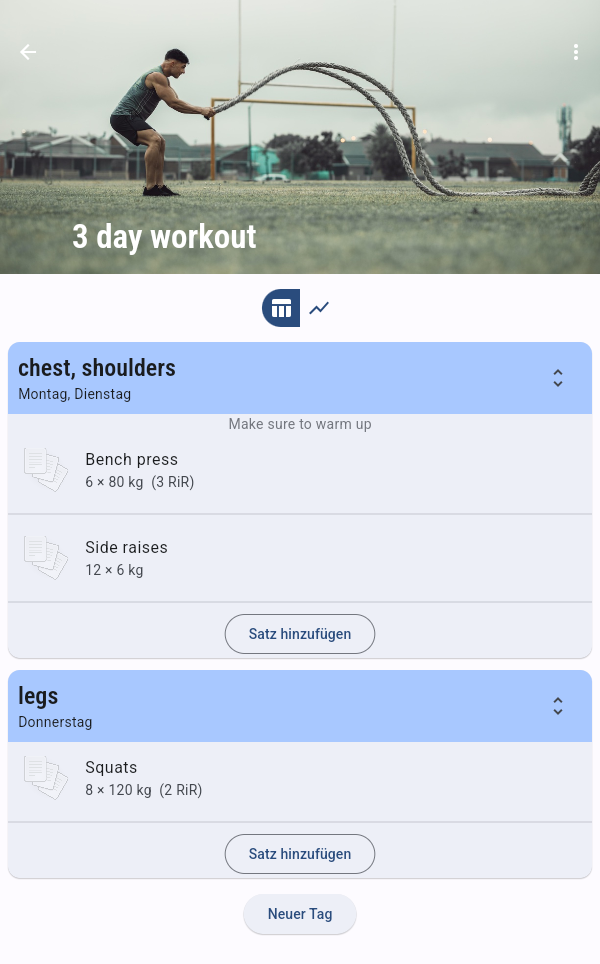 3 day workout
chest, shoulders
Montag, Dienstag
Make sure to warm up
Bench press
6 × 80 kg  (3 RiR)
Side raises
12 × 6 kg
Satz hinzufügen
legs
Donnerstag
Squats
8 × 120 kg  (2 RiR)
Satz hinzufügen
Neuer Tag